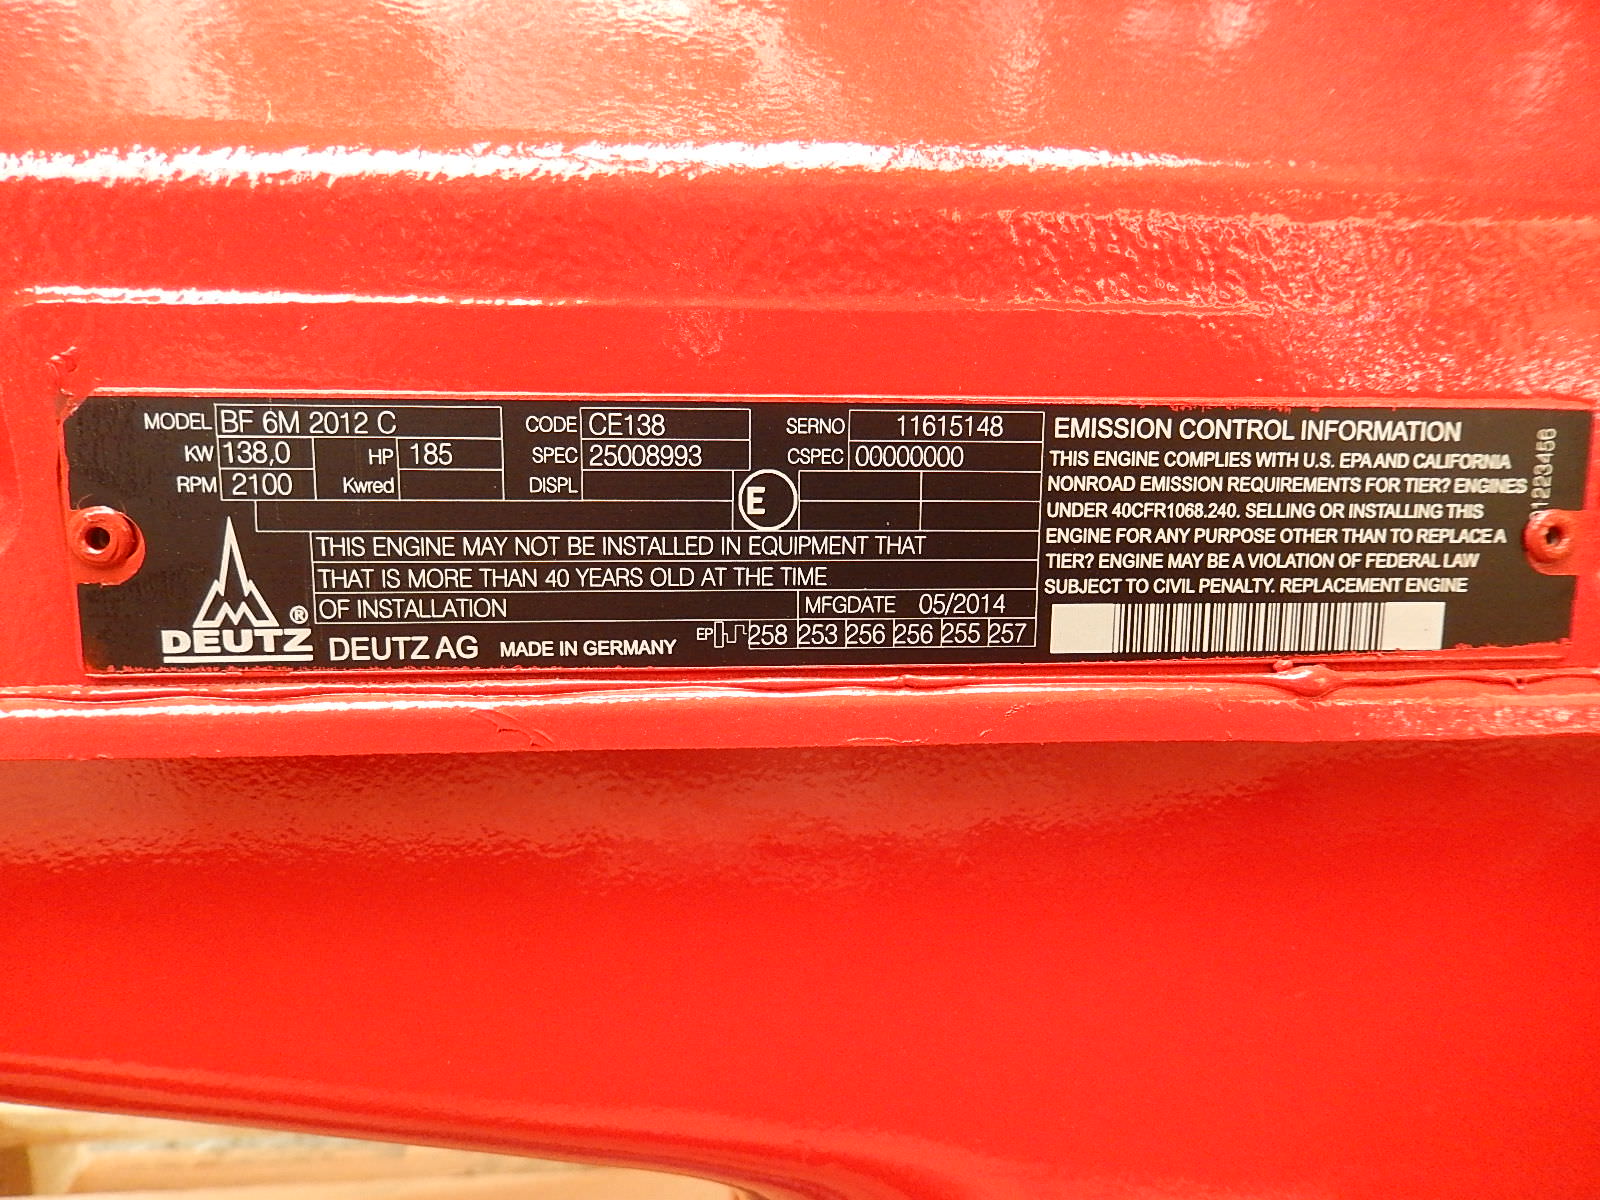 MODEL BF 6M 2012 C CODE CE138 SERNO 11615148
KW 138,0 HP 185 SPEC 25008993 CSPEC 00000000
RPM 2100 Kwred DISPL
E
THIS ENGINE MAY NOT BE INSTALLED IN EQUIPMENT THAT
THAT IS MORE THAN 40 YEARS OLD AT THE TIME
OF INSTALLATION MFGDATE 05/2014
DEUTZ ® DEUTZ AG MADE IN GERMANY EP 258 253 256 256 255 257
EMISSION CONTROL INFORMATION
THIS ENGINE COMPLIES WITH U.S. EPA AND CALIFORNIA
NONROAD EMISSION REQUIREMENTS FOR TIER? ENGINES
UNDER 40CFR1068.240. SELLING OR INSTALLING THIS
ENGINE FOR ANY PURPOSE OTHER THAN TO REPLACE A
TIER? ENGINE MAY BE A VIOLATION OF FEDERAL LAW
SUBJECT TO CIVIL PENALTY. REPLACEMENT ENGINE